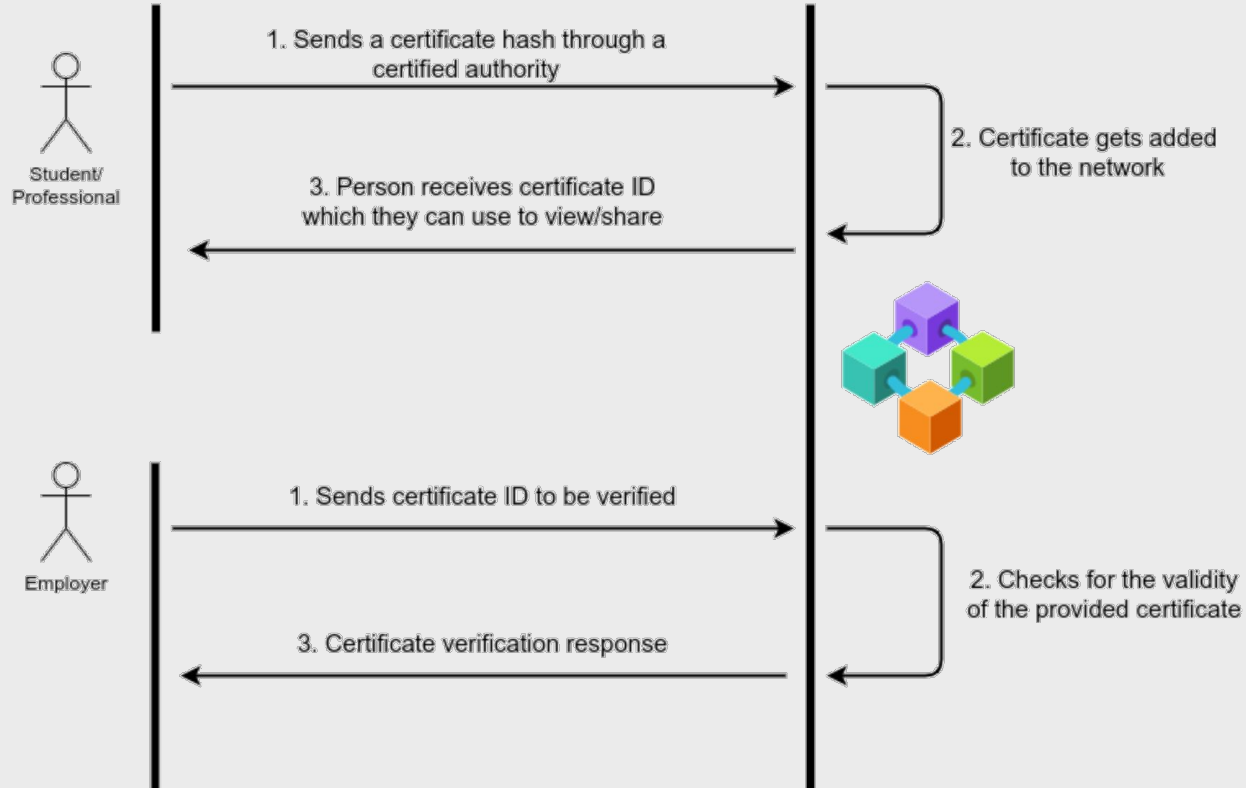 1. Sends a certificate hash through a
certified authority
Student/
Professional
2. Certificate gets added
to the network
3. Person receives certificate ID
which they can use to view/share
1. Sends certificate ID to be verified
Employer
2. Checks for the validity
of the provided certificate
3. Certificate verification response